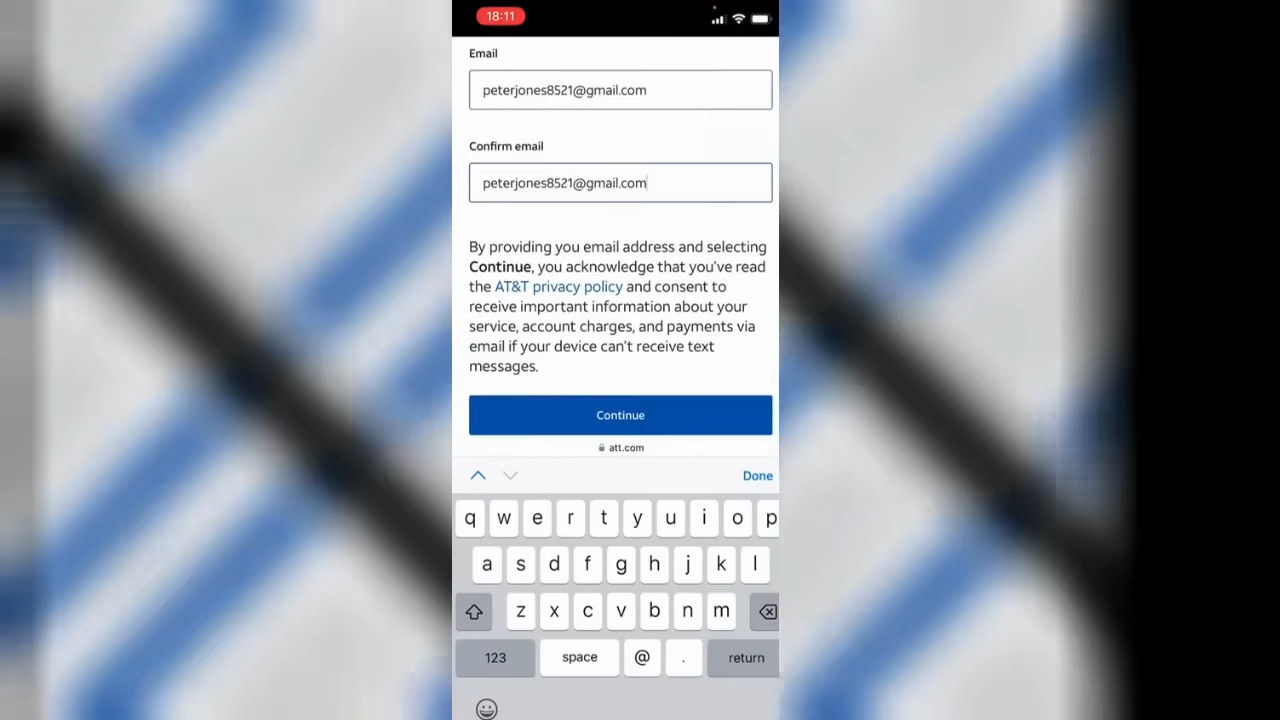 18:11
Email
peterjones8521@gmail.com
Confirm email
peterjones8521@gmail.com
By providing you email address and selecting
Continue, you acknowledge that you've read
the AT&T privacy policy and consent to
receive important information about your
service, account charges, and payments via
email if your device can't receive text
messages.
Continue
att.com
Done
q w e r t y u i o p
a s d f g h j k l
z x c v b n m
123 space @ . return